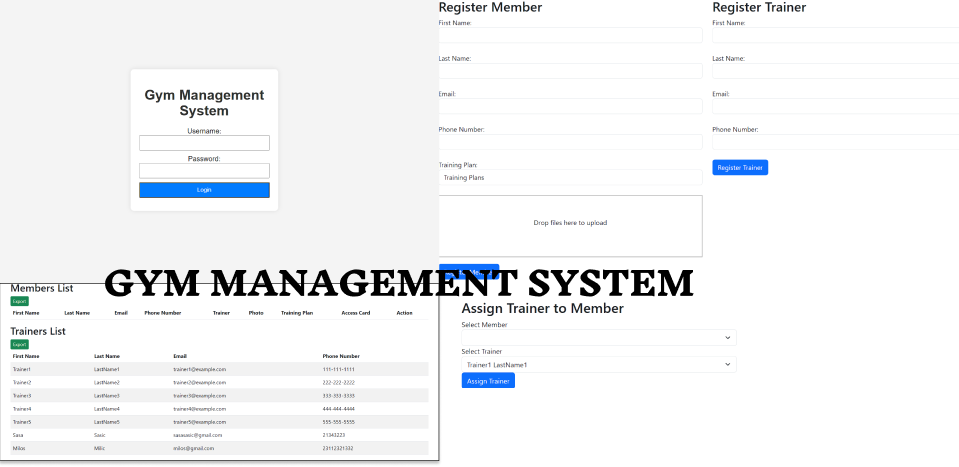 Gym Management
System
Username:
Password:
Login
Register Member
First Name:
Last Name:
Email:
Phone Number:
Training Plan:
Training Plans
Drop files here to upload
Register Trainer
First Name:
Last Name:
Email:
Phone Number:
Register Trainer
GYM MANAGEMENT SYSTEM
Members List
Export
First Name Last Name Email Phone Number Trainer Photo Training Plan Access Card Action
Trainers List
Export
First Name Last Name Email Phone Number
Trainer1 LastName1 trainer1@example.com 111-111-1111
Trainer2 LastName2 trainer2@example.com 222-222-2222
Trainer3 LastName3 trainer3@example.com 333-333-3333
Trainer4 LastName4 trainer4@example.com 444-444-4444
Trainer5 LastName5 trainer5@example.com 555-555-5555
Sasa Sasic sasasasic@gmail.com 21343223
Milos Milic milos@gmail.com 23112321332
Assign Trainer to Member
Select Member
Select Trainer
Trainer1 LastName1
Assign Trainer